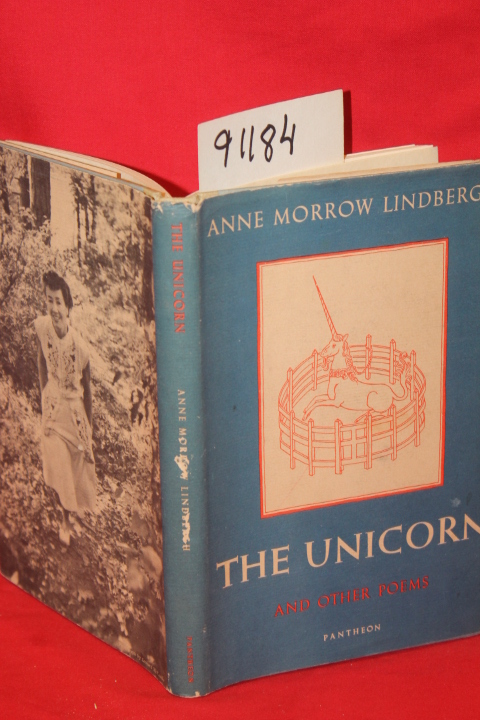 91184
ANNE MORROW LINDBERG
THE UNICORN
AND OTHER POEMS
PANTHEON
THE UNICORN
ANNE MORROW LINDBERGH
PANTHEON